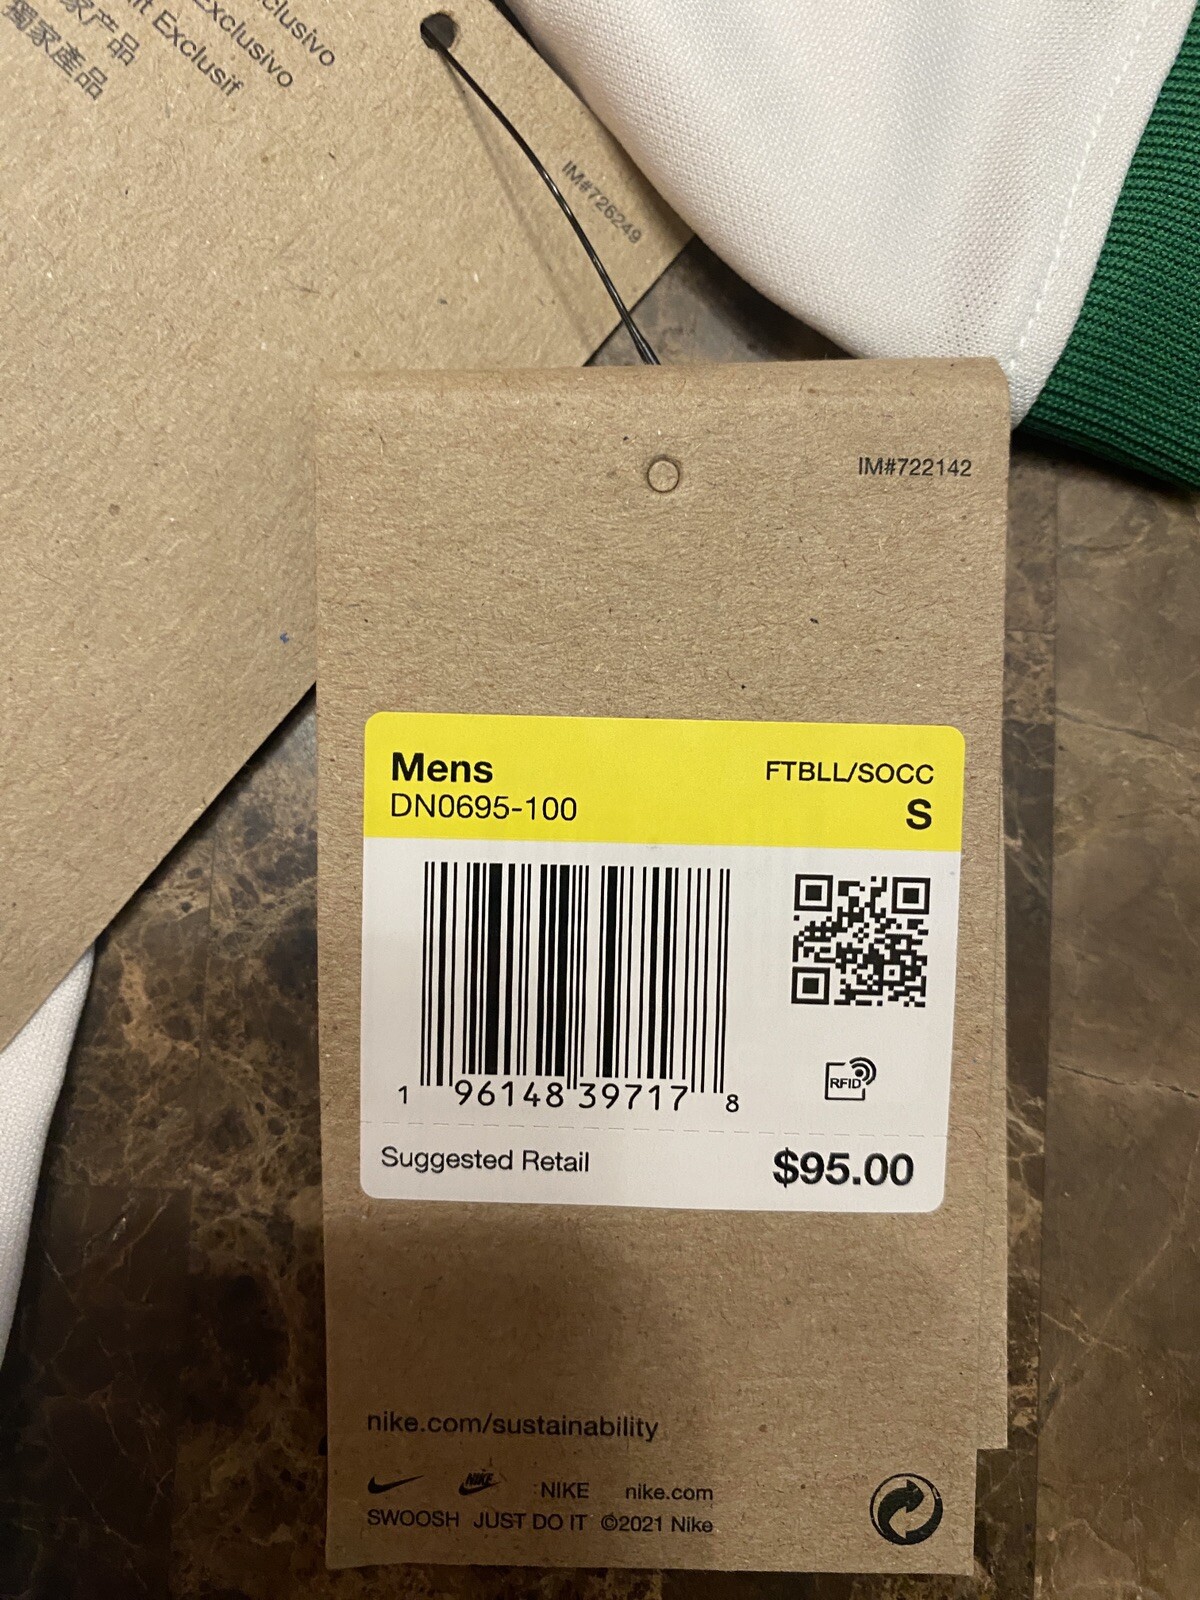 clusivo
Exclusivo
Exclusif
家产品
獨家產品
IM#726249
IM#722142
Mens
FTBLL/SOCC
DN0695-100
S
1 96148 39717 8
RFID
Suggested Retail
$95.00
nike.com/sustainability
NIKE :NIKE nike.com
SWOOSH JUST DO IT ©2021 Nike